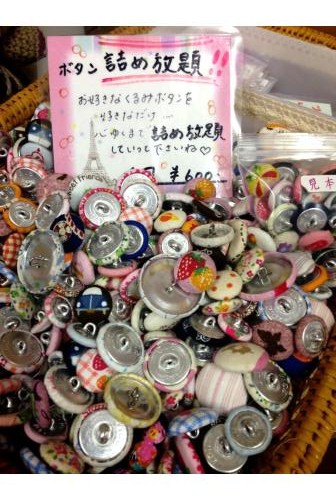 ボタン詰め放題!!
お好きなくるみボタンを
好きなだけ…
心ゆくまで詰め放題
していって下さいね♡
¥600-
見本